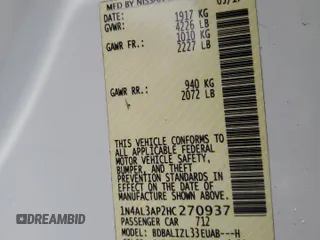 MFD BY NISSAN
DATE:
GVWR: 1917 KG
4226 LB
GAWR FR.: 1010 KG
2227 LB
GAWR RR.: 940 KG
2072 LB
THIS VEHICLE CONFORMS TO
ALL APPLICABLE FEDERAL
MOTOR VEHICLE SAFETY,
BUMPER, AND THEFT
PREVENTION STANDARDS
IN EFFECT ON THE DATE OF
MANUFACTURE SHOWN ABOVE.
1N4AL3AP2HC270937
PASSENGER CAR 712
MODEL: BDBALIZL33EUAB---H
© AutoBidMaster